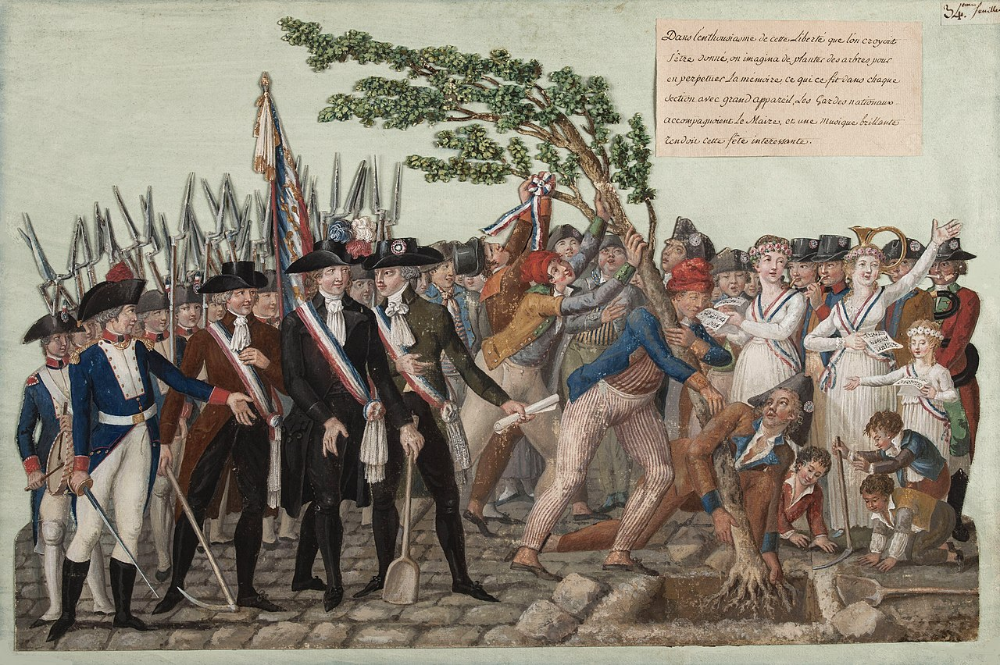 34.eme feuille
Dans lenthousiasme de cette Liberté que lon croyoit
s'être donné, on imagina de planter des arbres pour
en perpetuer La mémoire, ce qui ce fit dans chaque
section avec grand appareil, Les Gardes nationaux
accompagnoient Le Maire, et une musique brillante
rendoit cette fête interessante.